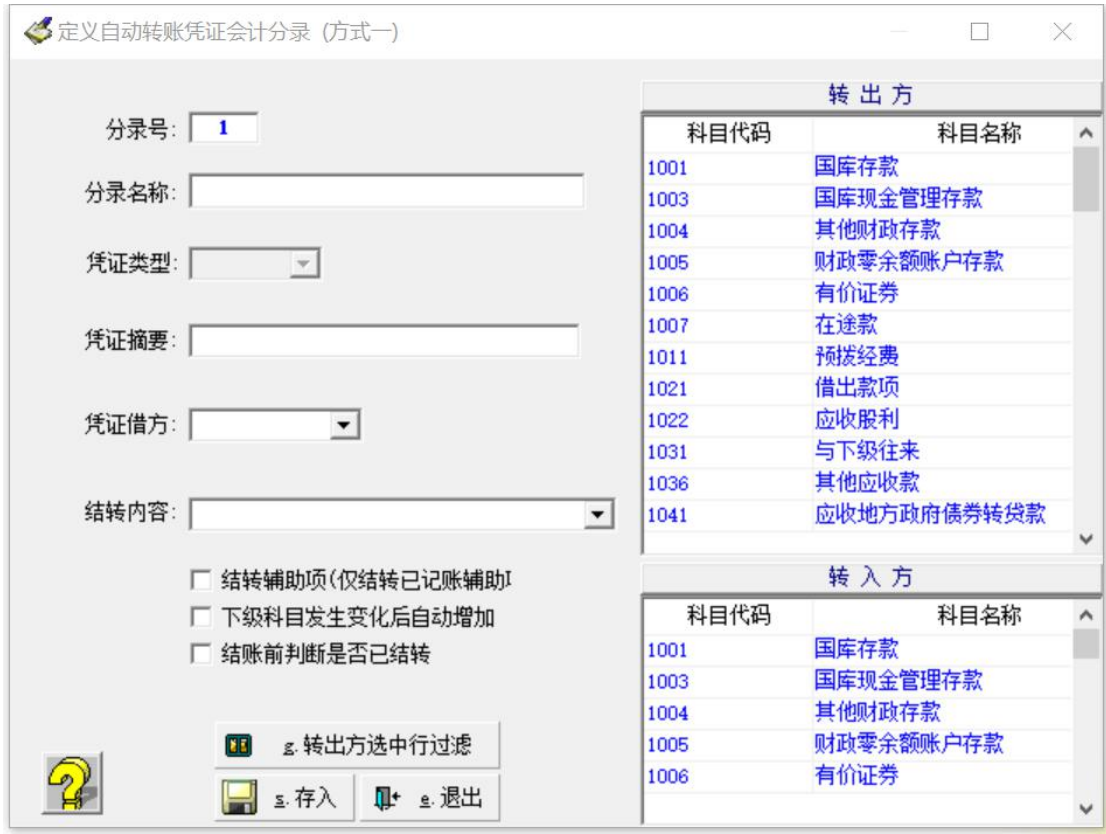 定义自动转账凭证会计分录 (方式一)
分录号: 1
分录名称:
凭证类型:
凭证摘要:
凭证借方:
结转内容:
结转辅助项(仅结转已记账辅助
下级科目发生变化后自动增加
结账前判断是否已结转
g. 转出方选中行过滤
s. 存入
e. 退出
转 出 方
科目代码 科目名称
1001 国库存款
1003 国库现金管理存款
1004 其他财政存款
1005 财政零余额账户存款
1006 有价证券
1007 在途款
1011 预拨经费
1021 借出款项
1022 应收股利
1031 与下级往来
1036 其他应收款
1041 应收地方政府债券转贷款
转 入 方
科目代码 科目名称
1001 国库存款
1003 国库现金管理存款
1004 其他财政存款
1005 财政零余额账户存款
1006 有价证券